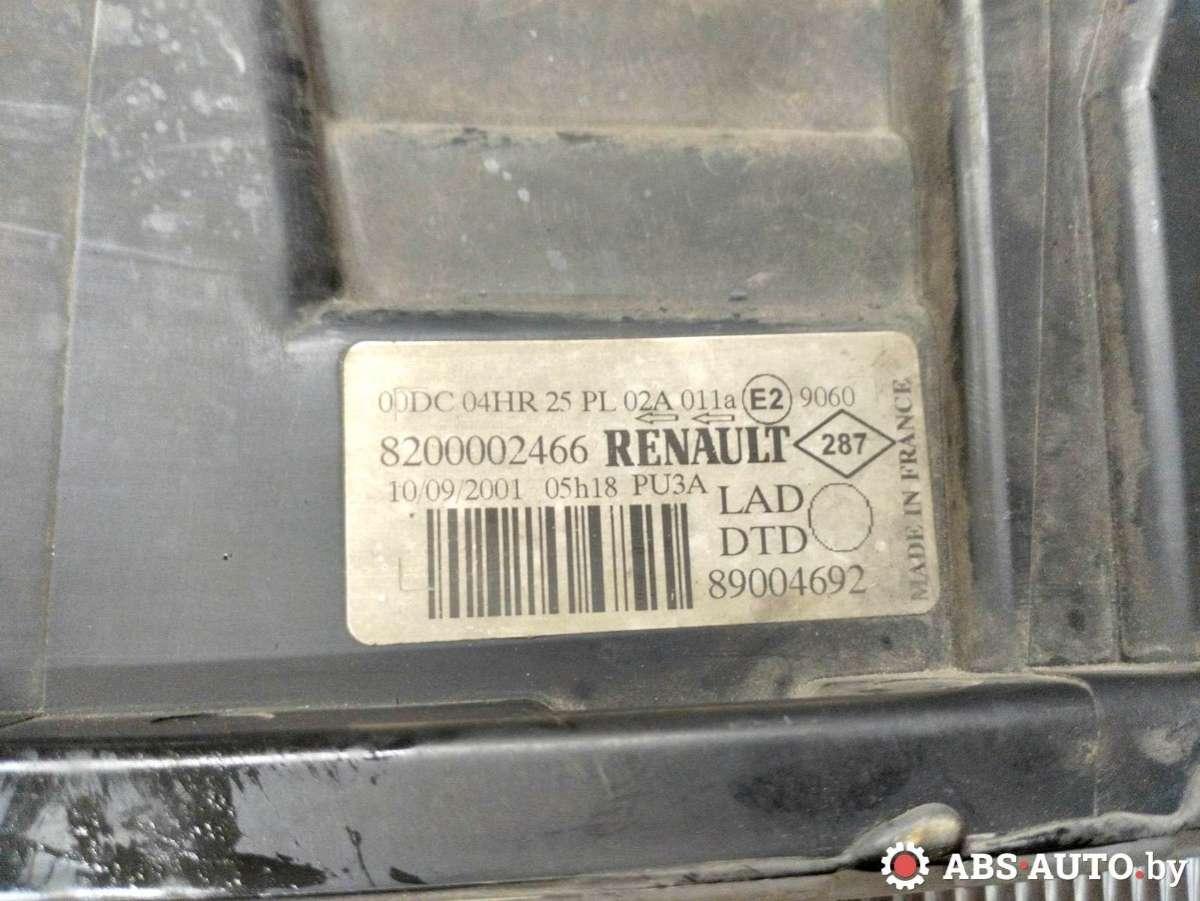 00DC 04HR 25 PL 02A 011a E2 9060
8200002466 RENAULT 287
10/09/2001 05h18 PU3A
LAD
DTD
89004692
MADE IN FRANCE
ABS-AUTO.by